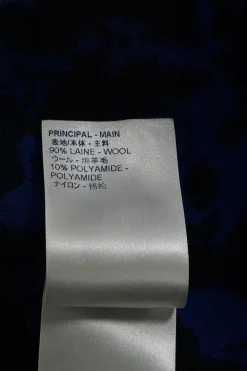 PRINCIPAL - MAIN
表地/本体 - 主料
90% LAINE - WOOL
ウール - 绵羊毛
10% POLYAMIDE -
POLYAMIDE
ナイロン - 锦纶